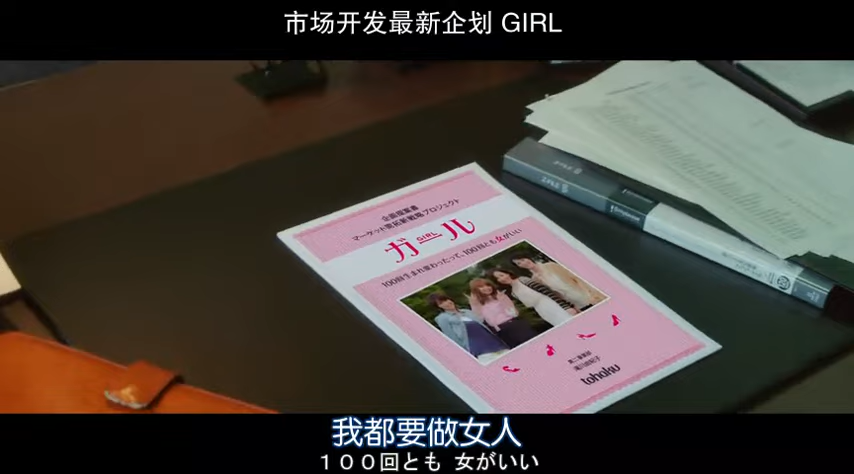 市场开发最新企划 GIRL
企画提案書
マーケット開拓新戦略プロジェクト
ガール
GIRL
100回生まれ変わったって、100回とも女がいい
tohoku
我都要做女人
１００回とも 女がいい